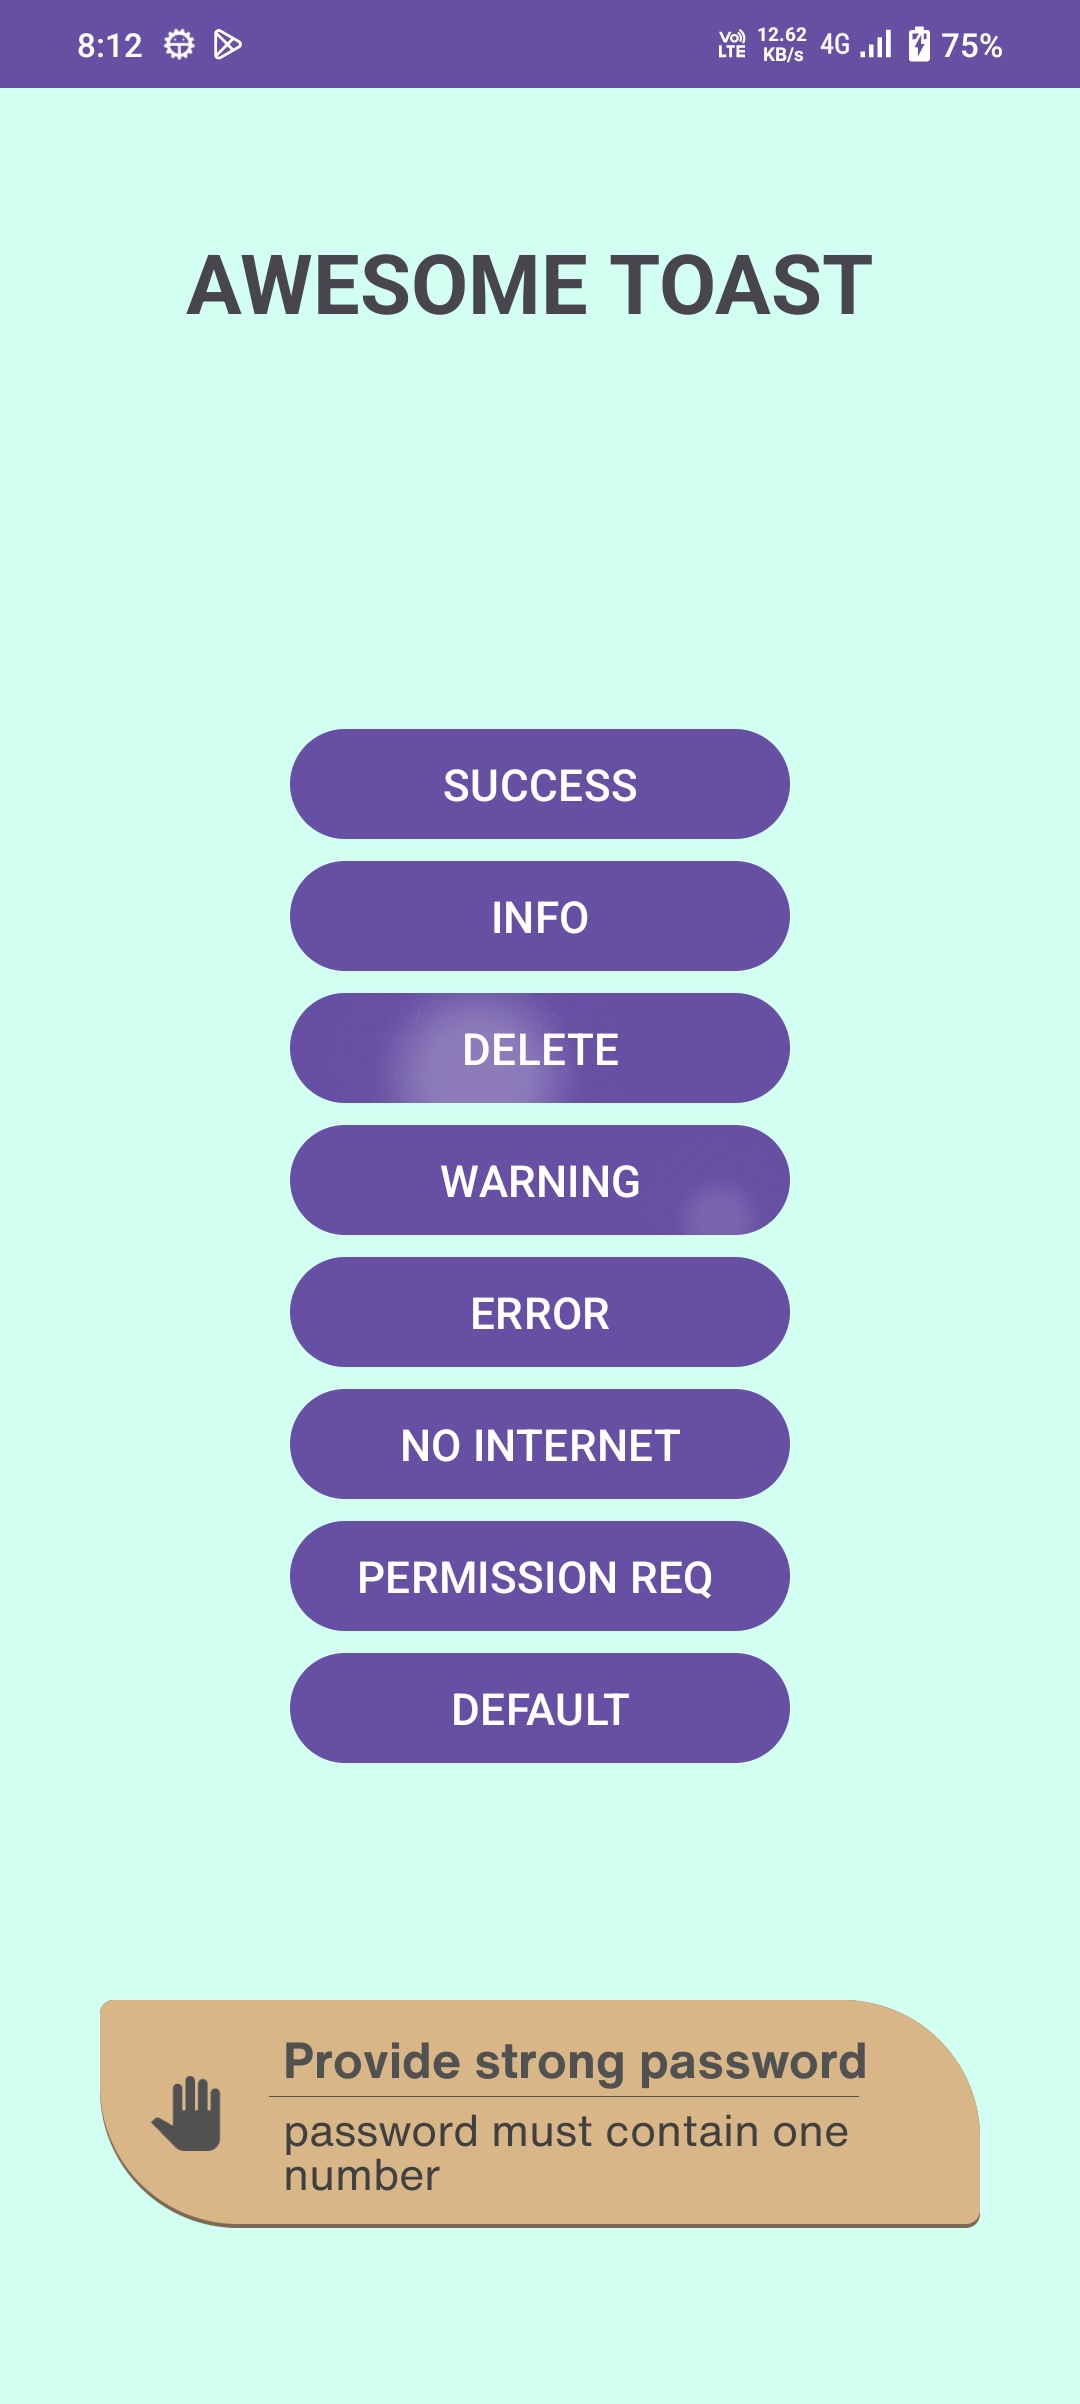 8:12
Vo) LTE 12.62 KB/s 4G 75%
AWESOME TOAST
SUCCESS
INFO
DELETE
WARNING
ERROR
NO INTERNET
PERMISSION REQ
DEFAULT
Provide strong password
password must contain one
number